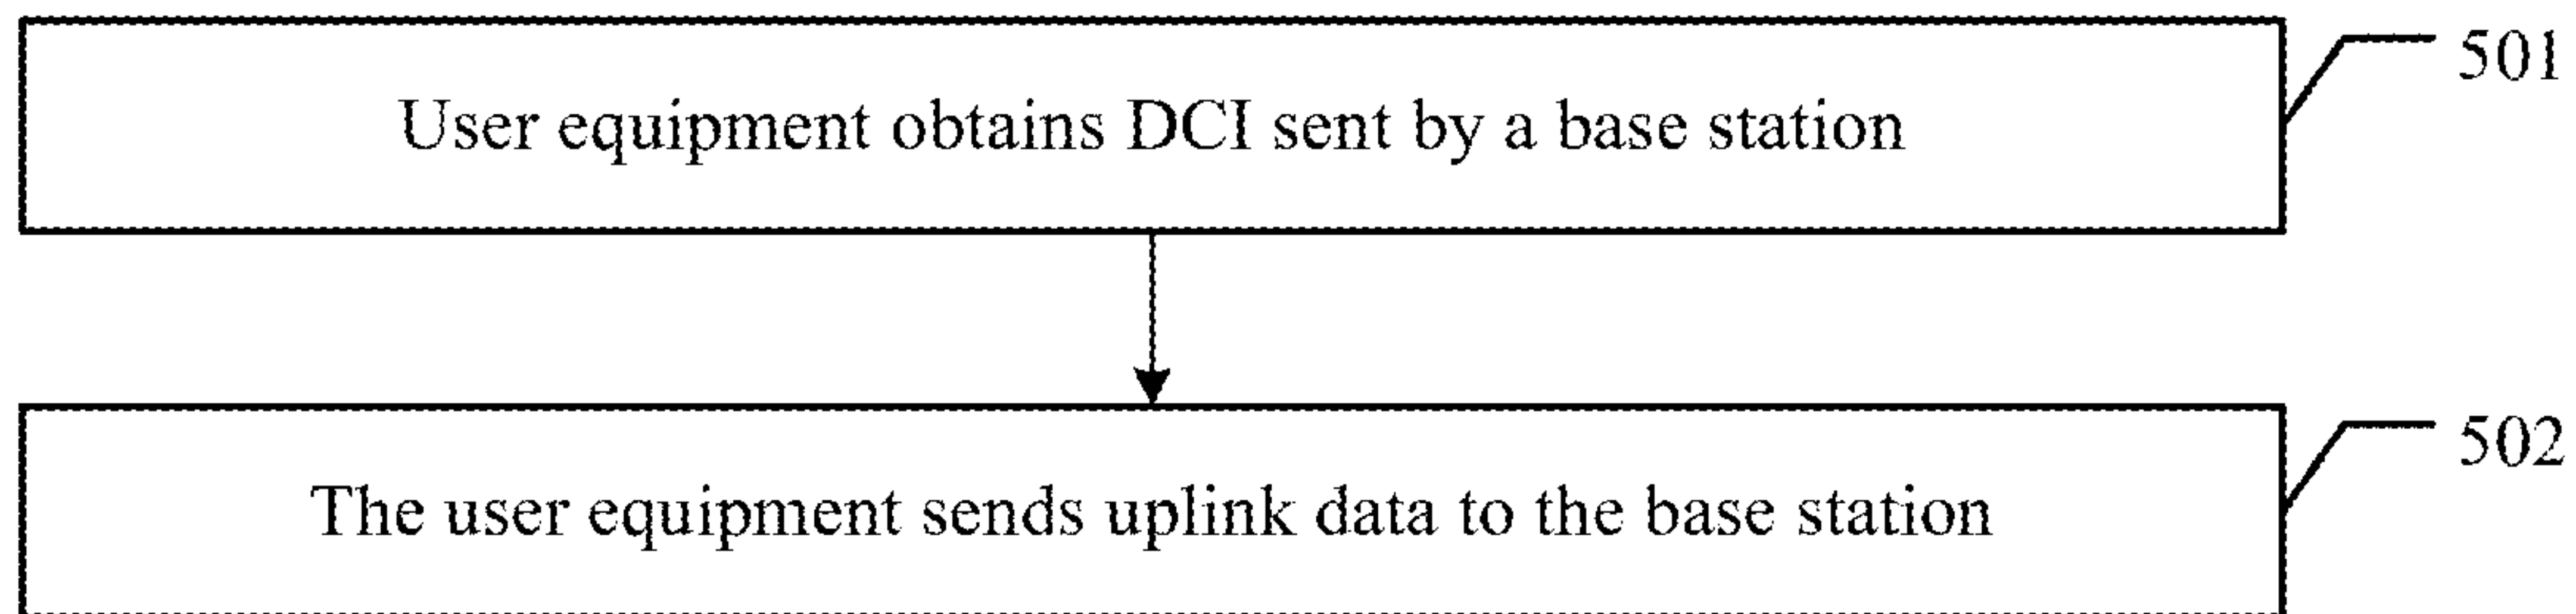 User equipment obtains DCI sent by a base station
501
The user equipment sends uplink data to the base station
502